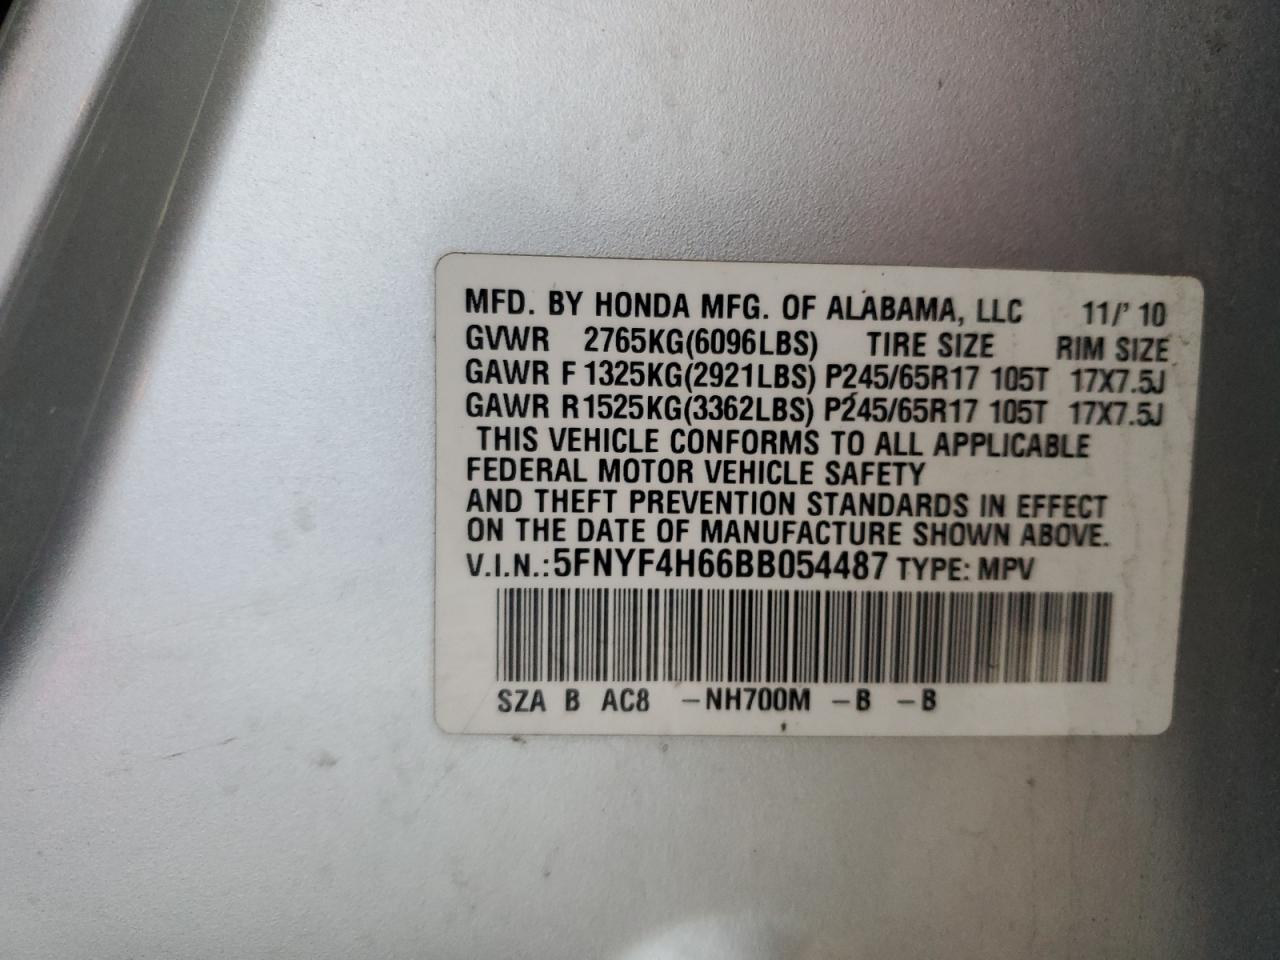 MFD. BY HONDA MFG. OF ALABAMA, LLC 11/' 10
GVWR 2765KG(6096LBS) TIRE SIZE RIM SIZE
GAWR F 1325KG(2921LBS) P245/65R17 105T 17X7.5J
GAWR R1525KG(3362LBS) P245/65R17 105T 17X7.5J
THIS VEHICLE CONFORMS TO ALL APPLICABLE
FEDERAL MOTOR VEHICLE SAFETY
AND THEFT PREVENTION STANDARDS IN EFFECT
ON THE DATE OF MANUFACTURE SHOWN ABOVE.
V.I.N.: 5FNYF4H66BB054487 TYPE: MPV
SZA B AC8 -NH700M -B -B